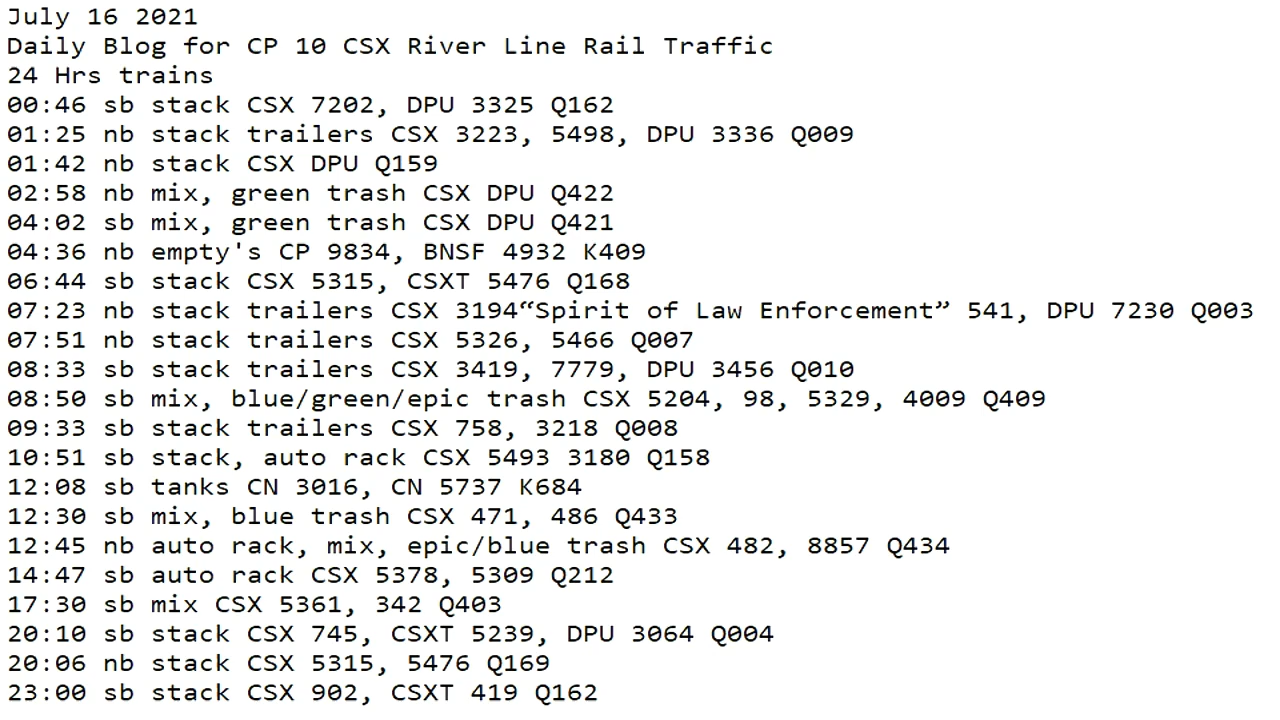 July 16 2021
Daily Blog for CP 10 CSX River Line Rail Traffic
24 Hrs trains
00:46 sb stack CSX 7202, DPU 3325 Q162
01:25 nb stack trailers CSX 3223, 5498, DPU 3336 Q009
01:42 nb stack CSX DPU Q159
02:58 nb mix, green trash CSX DPU Q422
04:02 sb mix, green trash CSX DPU Q421
04:36 nb empty's CP 9834, BNSF 4932 K409
06:44 sb stack CSX 5315, CSXT 5476 Q168
07:23 nb stack trailers CSX 3194“Spirit of Law Enforcement” 541, DPU 7230 Q003
07:51 nb stack trailers CSX 5326, 5466 Q007
08:33 sb stack trailers CSX 3419, 7779, DPU 3456 Q010
08:50 sb mix, blue/green/epic trash CSX 5204, 98, 5329, 4009 Q409
09:33 sb stack trailers CSX 758, 3218 Q008
10:51 sb stack, auto rack CSX 5493 3180 Q158
12:08 sb tanks CN 3016, CN 5737 K684
12:30 sb mix, blue trash CSX 471, 486 Q433
12:45 nb auto rack, mix, epic/blue trash CSX 482, 8857 Q434
14:47 sb auto rack CSX 5378, 5309 Q212
17:30 sb mix CSX 5361, 342 Q403
20:10 sb stack CSX 745, CSXT 5239, DPU 3064 Q004
20:06 nb stack CSX 5315, 5476 Q169
23:00 sb stack CSX 902, CSXT 419 Q162